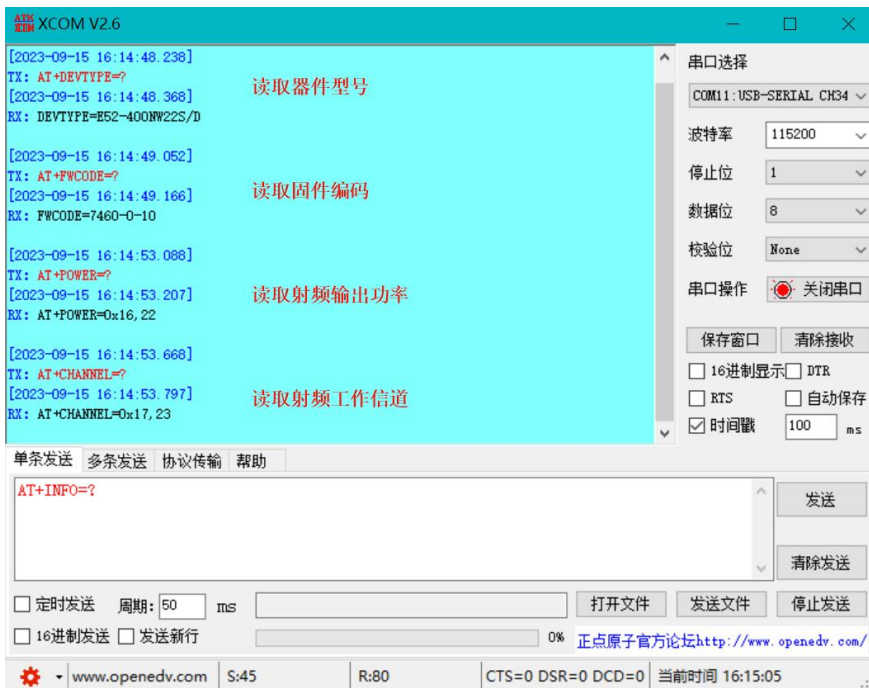 ATK XCOM XCOM V2.6
[2023-09-15 16:14:48.238]
TX: AT+DEVTYPE=?
读取器件型号
[2023-09-15 16:14:48.368]
RX: DEVTYPE=E52-400NW22S/D
[2023-09-15 16:14:49.052]
TX: AT+FWCODE=?
读取固件编码
[2023-09-15 16:14:49.166]
RX: FWCODE=7460-0-10
[2023-09-15 16:14:53.088]
TX: AT+POWER=?
读取射频输出功率
[2023-09-15 16:14:53.207]
RX: AT+POWER=0x16,22
[2023-09-15 16:14:53.668]
TX: AT+CHANNEL=?
读取射频工作信道
[2023-09-15 16:14:53.797]
RX: AT+CHANNEL=0x17,23
串口选择
COM11:USB-SERIAL CH34
波特率 115200
停止位 1
数据位 8
校验位 None
串口操作 关闭串口
保存窗口 清除接收
16进制显示 DTR
RTS 自动保存
时间戳 100 ms
单条发送 多条发送 协议传输 帮助
AT+INFO=?
发送
清除发送
定时发送 周期: 50 ms 打开文件 发送文件 停止发送
16进制发送 发送新行 0% 正点原子官方论坛http://www.openedv.com/
www.openedv.com S:45 R:80 CTS=0 DSR=0 DCD=0 当前时间 16:15:05